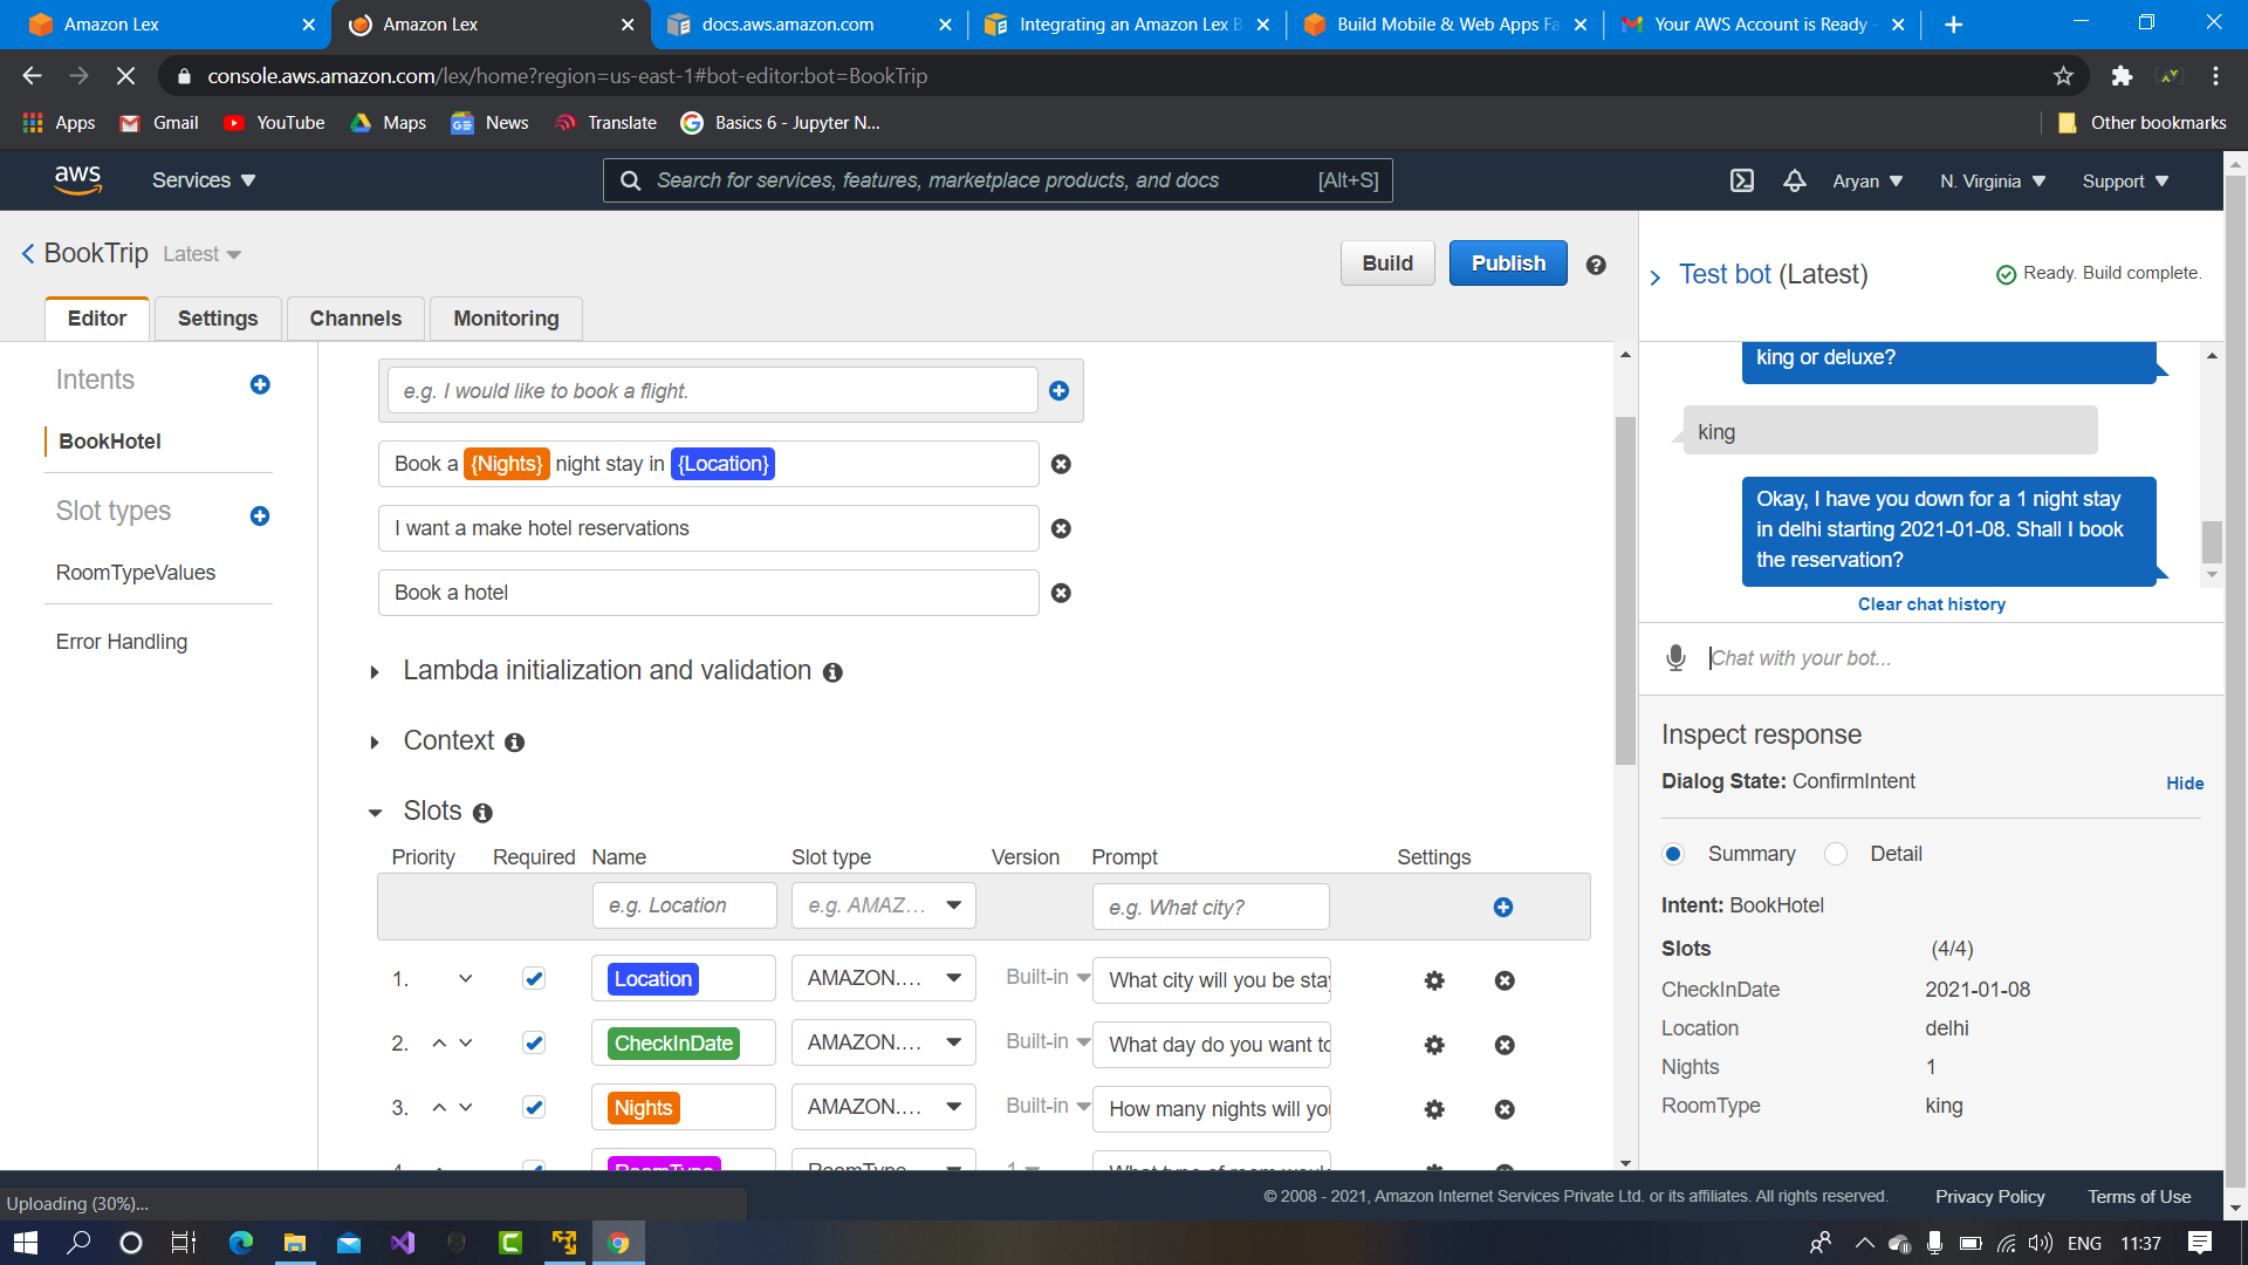 Amazon Lex
Amazon Lex
docs.aws.amazon.com
Integrating an Amazon Lex B
Build Mobile & Web Apps Fa
Your AWS Account is Ready -
console.aws.amazon.com/lex/home?region=us-east-1#bot-editor:bot=BookTrip
Apps
Gmail
YouTube
Maps
News
Translate
Basics 6 - Jupyter N...
Other bookmarks
aws
Services
Search for services, features, marketplace products, and docs
[Alt+S]
Aryan
N. Virginia
Support
BookTrip Latest
Build
Publish
Test bot (Latest)
Ready. Build complete.
Editor
Settings
Channels
Monitoring
Intents
BookHotel
Slot types
RoomTypeValues
Error Handling
e.g. I would like to book a flight.
Book a {Nights} night stay in {Location}
I want a make hotel reservations
Book a hotel
Lambda initialization and validation
Context
Slots
Priority Required Name Slot type Version Prompt Settings
e.g. Location e.g. AMAZ... e.g. What city?
1. Location AMAZON.... Built-in What city will you be sta
2. CheckInDate AMAZON.... Built-in What day do you want to
3. Nights AMAZON.... Built-in How many nights will you
4. RoomType RoomType 1 What type of room would
king or deluxe?
king
Okay, I have you down for a 1 night stay
in delhi starting 2021-01-08. Shall I book
the reservation?
Clear chat history
Chat with your bot...
Inspect response
Dialog State: ConfirmIntent
Hide
Summary
Detail
Intent: BookHotel
Slots (4/4)
CheckInDate 2021-01-08
Location delhi
Nights 1
RoomType king
Uploading (30%)...
© 2008 - 2021, Amazon Internet Services Private Ltd. or its affiliates. All rights reserved.
Privacy Policy
Terms of Use
ENG
11:37